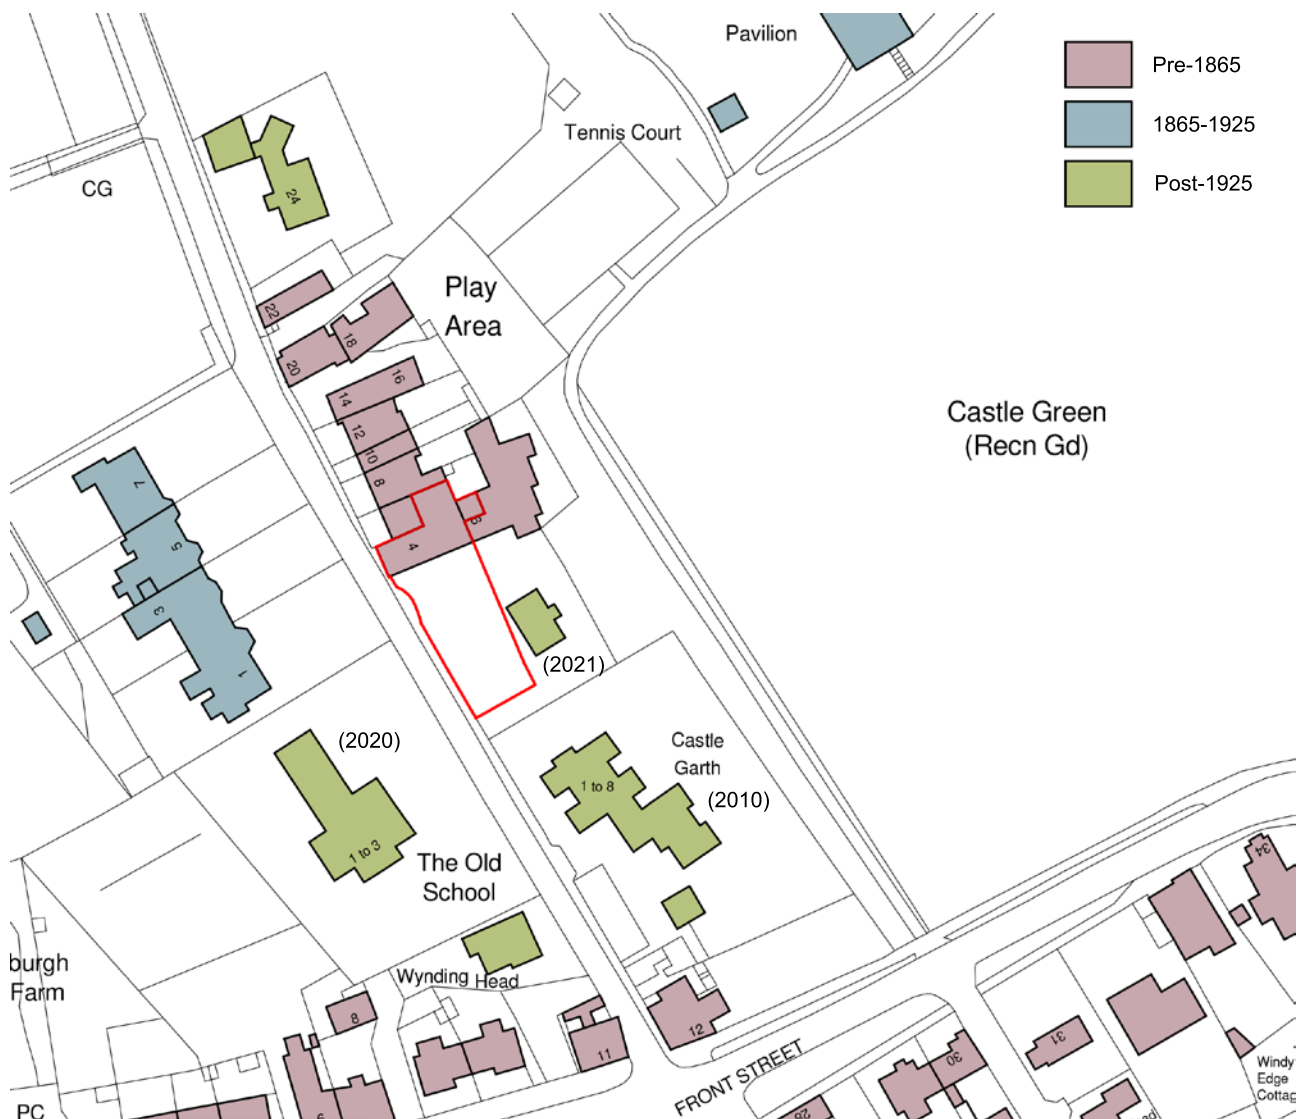 Pavilion
Pre-1865
1865-1925
Post-1925
Tennis Court
CG
24
Play
Area
22
18
20
16
14
12
10
8
6
4
Castle Green
(Recn Gd)
7
5
3
1
(2021)
(2020)
Castle
Garth
1 to 8
(2010)
1 to 3
The Old
School
34
burgh
Farm
Wynding Head
8
12
11
31
30
FRONT STREET
Windy
Edge
Cottag
PC
6
28